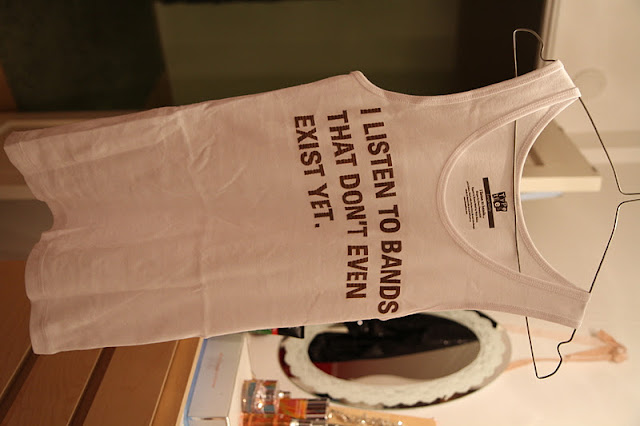 I LISTEN TO BANDS
THAT DON'T EVEN
EXIST YET.